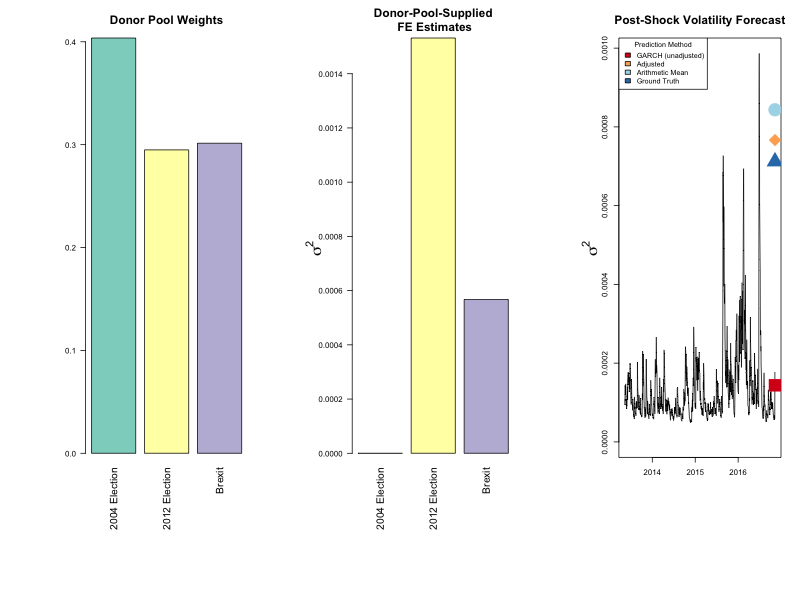 Donor Pool Weights
0.4
0.3
0.2
0.1
0.0
2004 Election
2012 Election
Brexit
Donor-Pool-Supplied
FE Estimates
σ2
0.0014
0.0012
0.0010
0.0008
0.0006
0.0004
0.0002
0.0000
2004 Election
2012 Election
Brexit
Post-Shock Volatility Forecast
σ2
0.0010
0.0008
0.0006
0.0004
0.0002
0.0000
Prediction Method
GARCH (unadjusted)
Adjusted
Arithmetic Mean
Ground Truth
2014
2015
2016